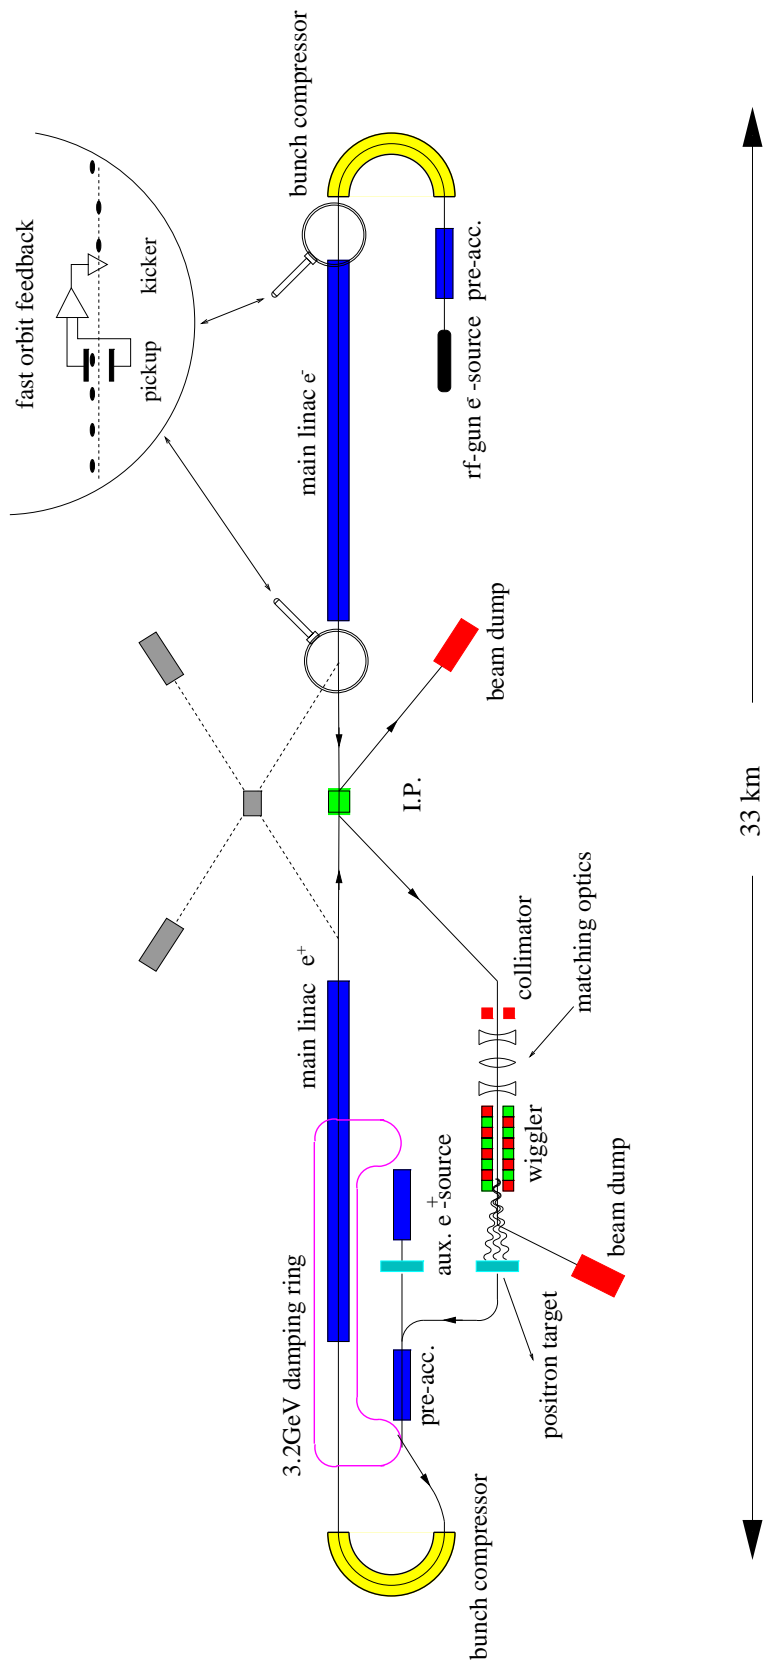 fast orbit feedback
pickup
kicker
bunch compressor
main linac e-
rf-gun e- -source
pre-acc.
beam dump
I.P.
main linac e+
collimator
matching optics
wiggler
aux. e+ -source
beam dump
3.2GeV damping ring
pre-acc.
positron target
bunch compressor
33 km